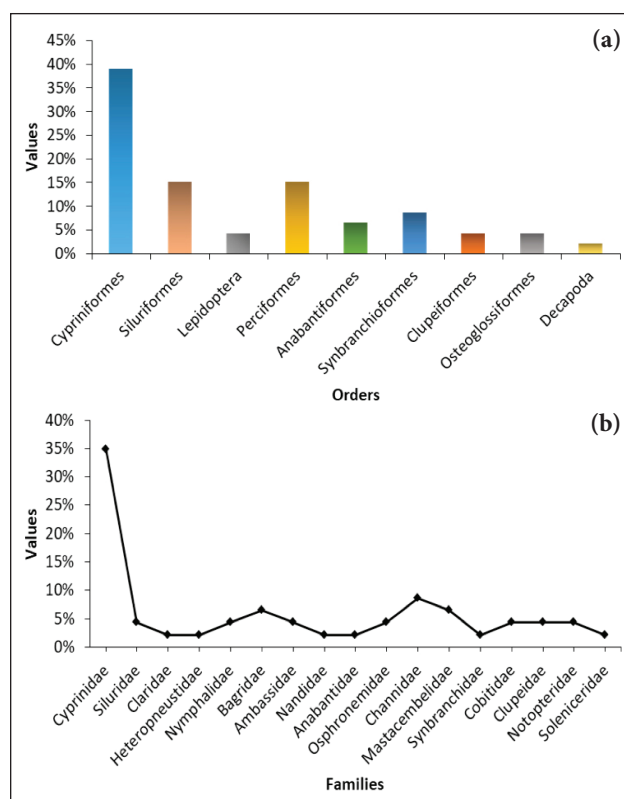 (a)
45%
40%
35%
30%
25%
20%
15%
10%
5%
0%
Values
Cypriniformes
Siluriformes
Lepidoptera
Perciformes
Anabantiformes
Synbranchioformes
Clupeiformes
Osteoglossiformes
Decapoda
Orders
(b)
40%
35%
30%
25%
20%
15%
10%
5%
0%
Values
Cyprinidae
Siluridae
Claridae
Heteropneustidae
Nymphalidae
Bagridae
Ambassidae
Nandidae
Anabantidae
Osphronemidae
Channidae
Mastacembelidae
Synbranchidae
Cobitidae
Clupeidae
Notopteridae
Soleniceridae
Families